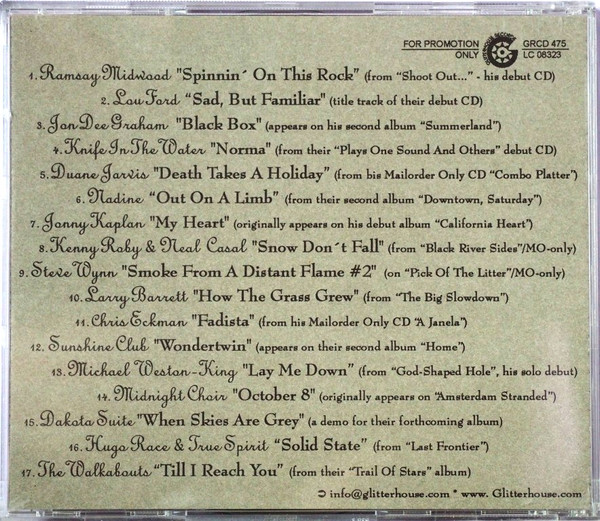 FOR PROMOTION GRCD 475
ONLY LC 06323
1. Ramsay Midwood "Spinnin´ On This Rock" (from “Shoot Out...” - his debut CD)
2. Lou Ford “Sad, But Familiar" (title track of their debut CD)
3. Jon Dee Graham "Black Box" (appears on his second album “Summerland”)
4. Knife In The Water "Norma" (from their “Plays One Sound And Others” debut CD)
5. Duane Jarvis "Death Takes A Holiday” (from his Mailorder Only CD “Combo Platter”)
6. Nadine “Out On A Limb” (from their second album “Downtown, Saturday”)
7. Jonny Kaplan "My Heart" (originally appears on his debut album “California Heart”)
8. Kenny Roby & Neal Casal "Snow Don´t Fall" (from “Black River Sides”/MO-only)
9. Steve Wynn "Smoke From A Distant Flame #2" (on “Pick Of The Litter”/MO-only)
10. Larry Barrett "How The Grass Grew" (from “The Big Slowdown”)
11. Chris Eckman "Fadista" (from his Mailorder Only CD “A Janela”)
12. Sunshine Club "Wondertwin" (appears on their second album “Home”)
13. Michael Weston-King "Lay Me Down” (from “God-Shaped Hole”, his solo debut)
14. Midnight Choir "October 8" (originally appears on “Amsterdam Stranded”)
15. Dakota Suite "When Skies Are Grey" (a demo for their forthcoming album)
16. Hugo Race & True Spirit “Solid State” (from “Last Frontier”)
17. The Walkabouts “Till I Reach You” (from their “Trail Of Stars” album)
info@glitterhouse.com * www. Glitterhouse.com